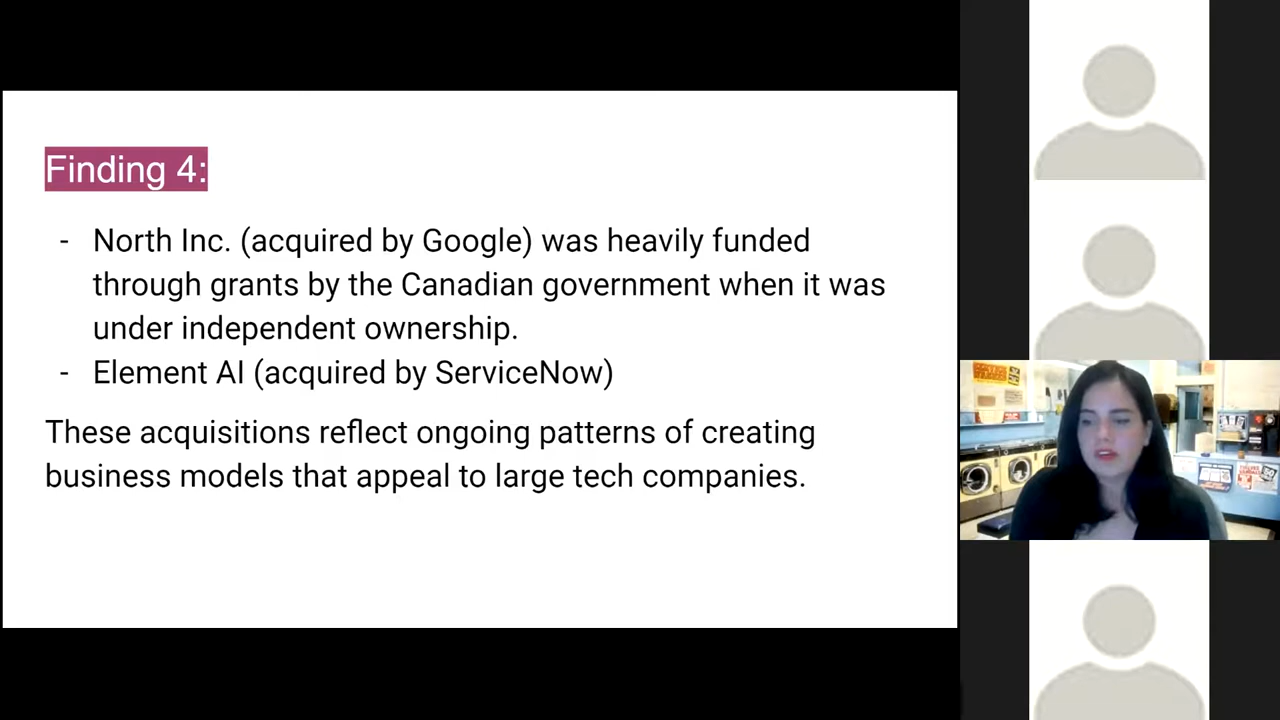 Finding 4:
- North Inc. (acquired by Google) was heavily funded
through grants by the Canadian government when it was
under independent ownership.
- Element AI (acquired by ServiceNow)
These acquisitions reflect ongoing patterns of creating
business models that appeal to large tech companies.